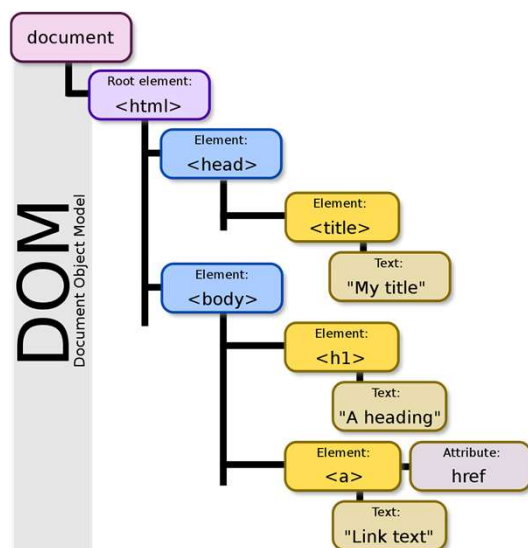 document
Root element:
<html>
Element:
<head>
Element:
<title>
Text:
"My title"
Element:
<body>
Element:
<h1>
Text:
"A heading"
Element:
<a>
Attribute:
href
Text:
"Link text"
DOM
Document Object Model